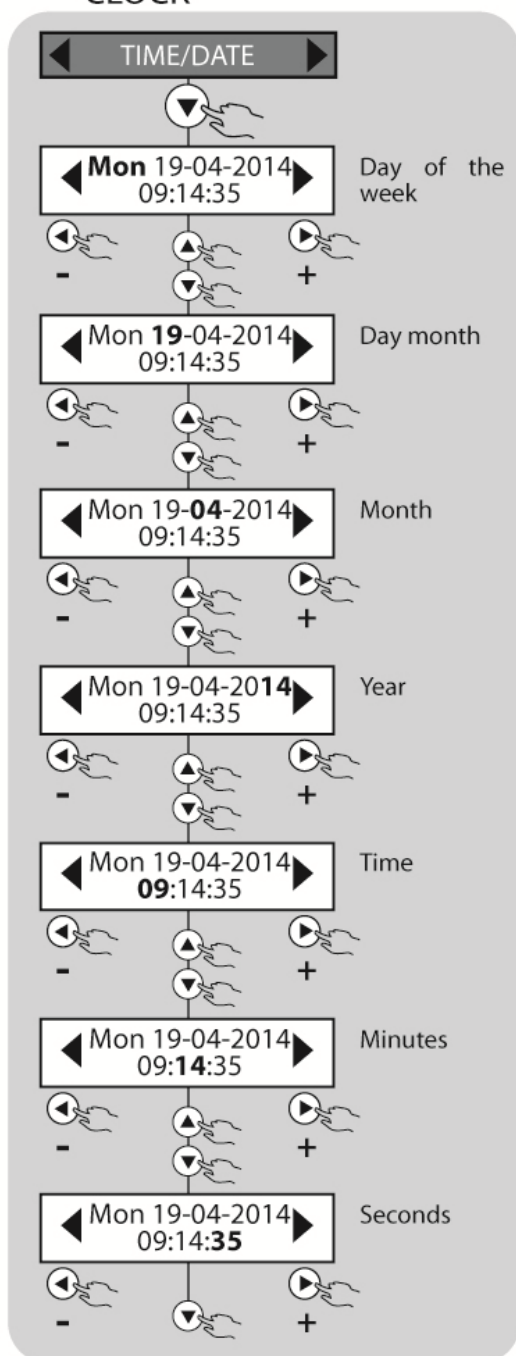 CLOCK
TIME/DATE
Mon 19-04-2014
09:14:35
Day of the
week
-
+
Mon 19-04-2014
09:14:35
Day month
-
+
Mon 19-04-2014
09:14:35
Month
-
+
Mon 19-04-2014
09:14:35
Year
-
+
Mon 19-04-2014
09:14:35
Time
-
+
Mon 19-04-2014
09:14:35
Minutes
-
+
Mon 19-04-2014
09:14:35
Seconds
-
+